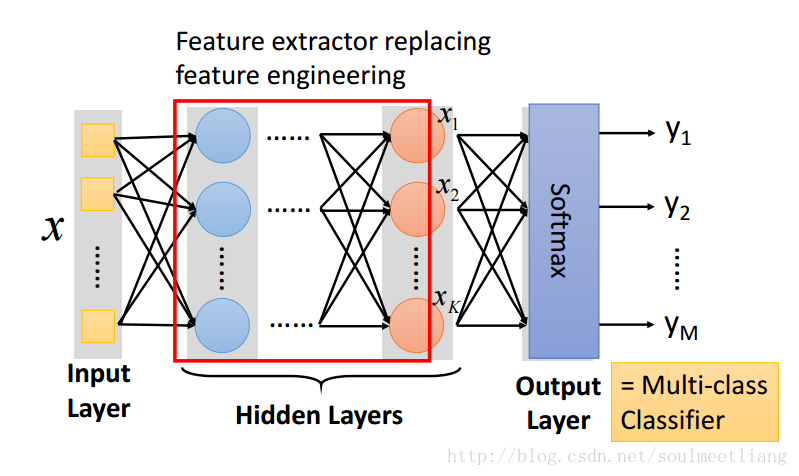 Feature extractor replacing
feature engineering
x
x1
x2
xK
......
......
......
......
......
......
......
Softmax
y1
y2
......
yM
Input
Layer
Hidden Layers
Output
Layer
= Multi-class
Classifier
http://blog.csdn.net/soulmeetliang